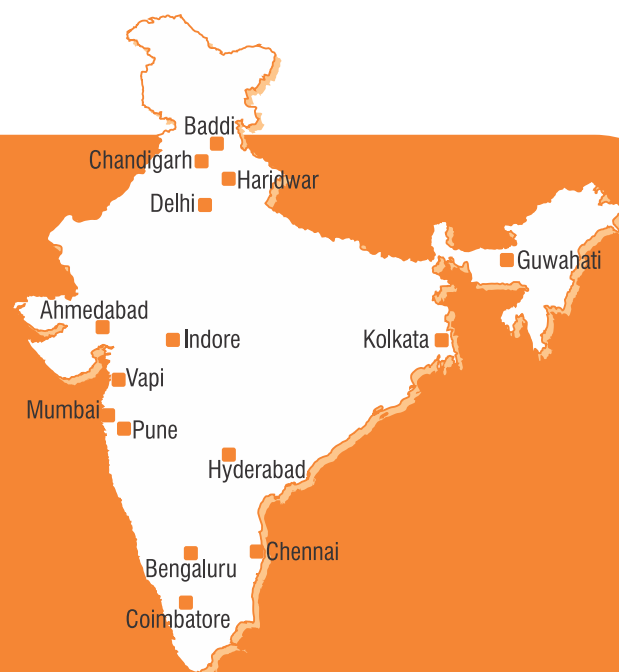 Baddi
Chandigarh
Haridwar
Delhi
Guwahati
Ahmedabad
Indore
Kolkata
Vapi
Mumbai
Pune
Hyderabad
Chennai
Bengaluru
Coimbatore